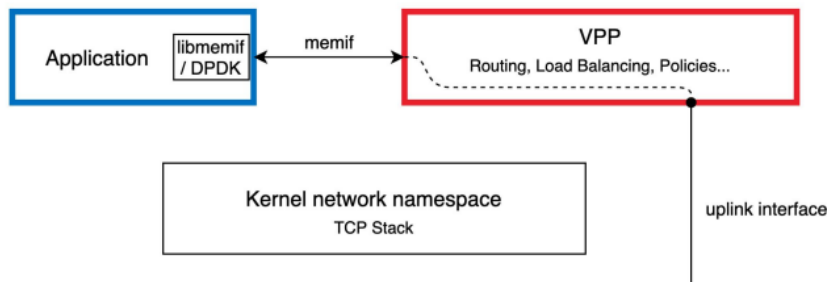 Application
libmemif
/ DPDK
memif
VPP
Routing, Load Balancing, Policies...
Kernel network namespace
TCP Stack
uplink interface